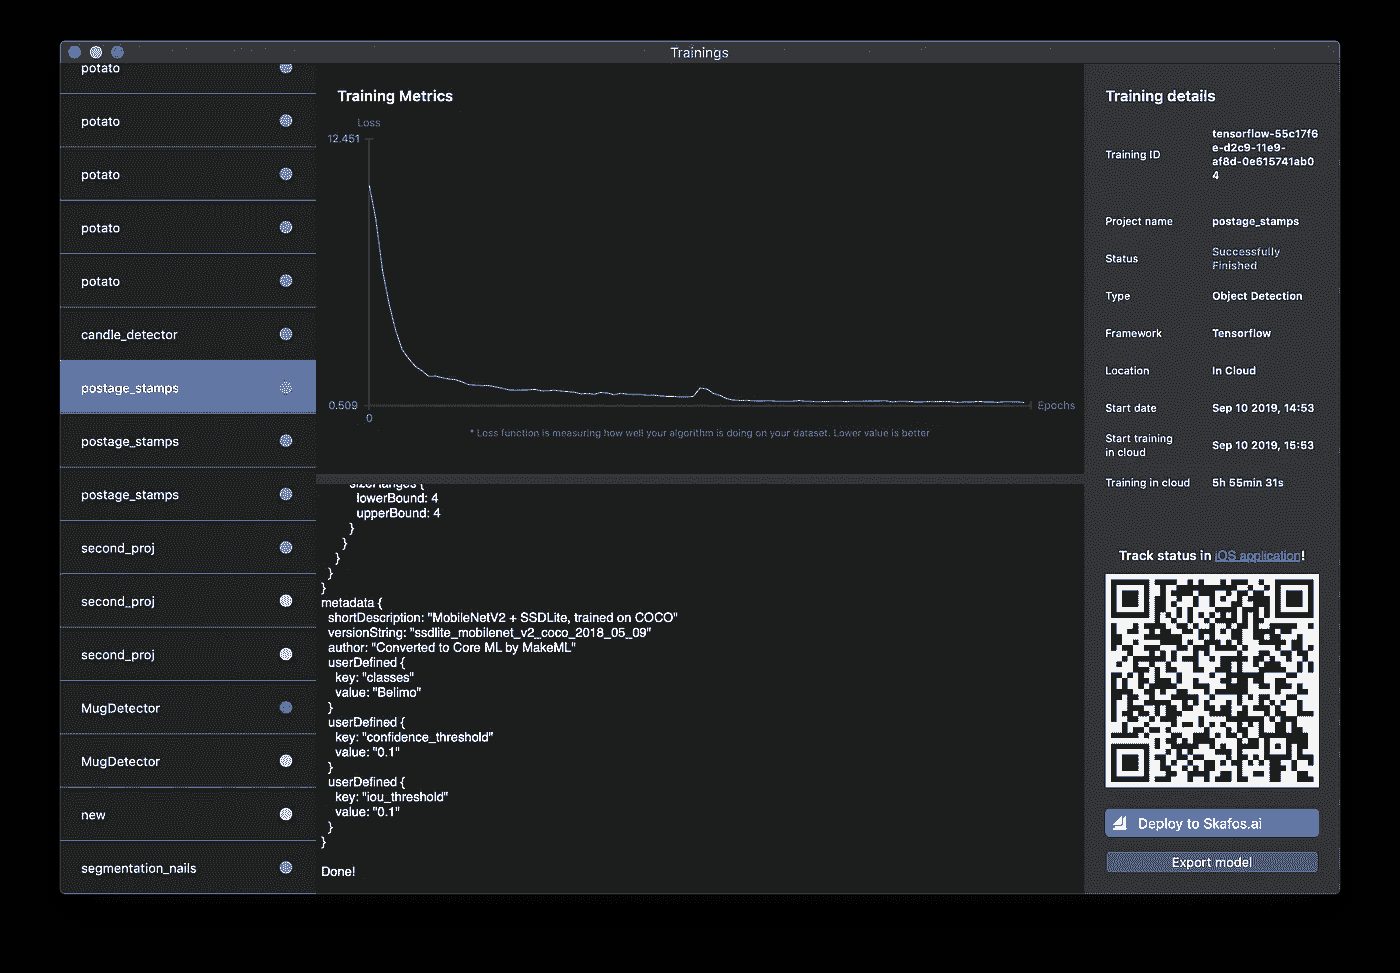 Trainings
potato
potato
potato
potato
potato
candle_detector
postage_stamps
postage_stamps
postage_stamps
second_proj
second_proj
second_proj
MugDetector
MugDetector
new
segmentation_nails
Training Metrics
Loss
12.451
0.509
0
Epochs
* Loss function is measuring how well your algorithm is doing on your dataset. Lower value is better
sizeRanges {
lowerBound: 4
upperBound: 4
}
}
}
}
}
metadata {
shortDescription: "MobileNetV2 + SSDLite, trained on COCO"
versionString: "ssdlite_mobilenet_v2_coco_2018_05_09"
author: "Converted to Core ML by MakeML"
userDefined {
key: "classes"
value: "Belimo"
}
userDefined {
key: "confidence_threshold"
value: "0.1"
}
userDefined {
key: "iou_threshold"
value: "0.1"
}
}
Done!
Training details
Training ID
tensorflow-55c17f6
e-d2c9-11e9-
af8d-0e615741ab0
4
Project name
postage_stamps
Status
Successfully
Finished
Type
Object Detection
Framework
Tensorflow
Location
In Cloud
Start date
Sep 10 2019, 14:53
Start training
in cloud
Sep 10 2019, 15:53
Training in cloud
5h 55min 31s
Track status in iOS application!
Deploy to Skafos.ai
Export model